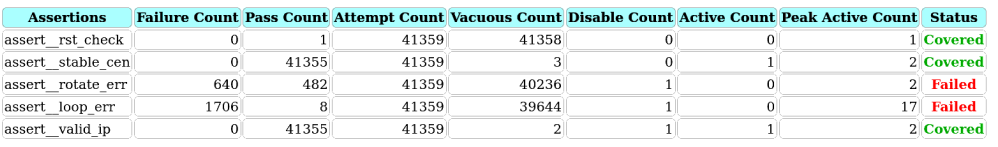 Assertions Failure Count Pass Count Attempt Count Vacuous Count Disable Count Active Count Peak Active Count Status
assert__rst_check 0 1 41359 41358 0 0 1 Covered
assert__stable_cen 0 41355 41359 3 0 1 2 Covered
assert__rotate_err 640 482 41359 40236 1 0 2 Failed
assert__loop_err 1706 8 41359 39644 1 0 17 Failed
assert__valid_ip 0 41355 41359 2 1 1 2 Covered